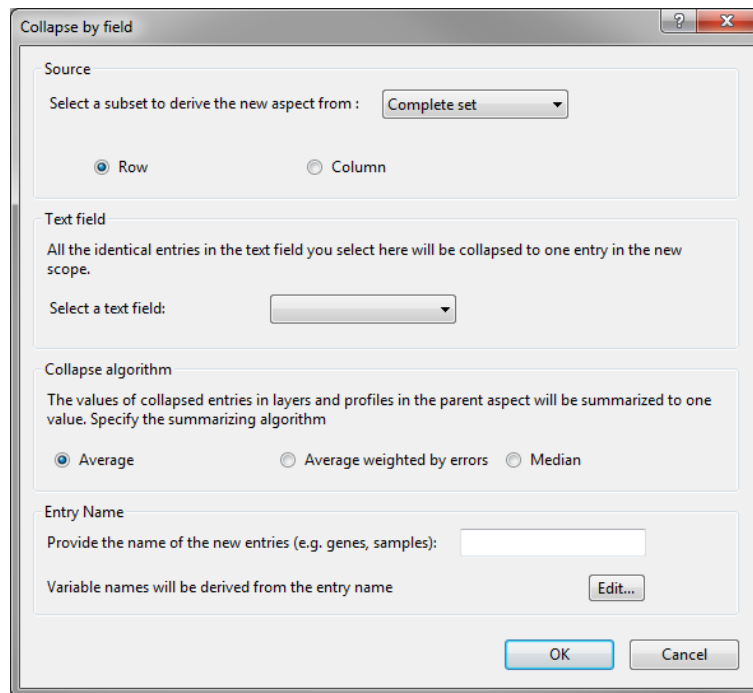 Collapse by field
?
Source
Select a subset to derive the new aspect from :
Complete set
Row
Column
Text field
All the identical entries in the text field you select here will be collapsed to one entry in the new
scope.
Select a text field:
Collapse algorithm
The values of collapsed entries in layers and profiles in the parent aspect will be summarized to one
value. Specify the summarizing algorithm
Average
Average weighted by errors
Median
Entry Name
Provide the name of the new entries (e.g. genes, samples):
Variable names will be derived from the entry name
Edit...
OK
Cancel